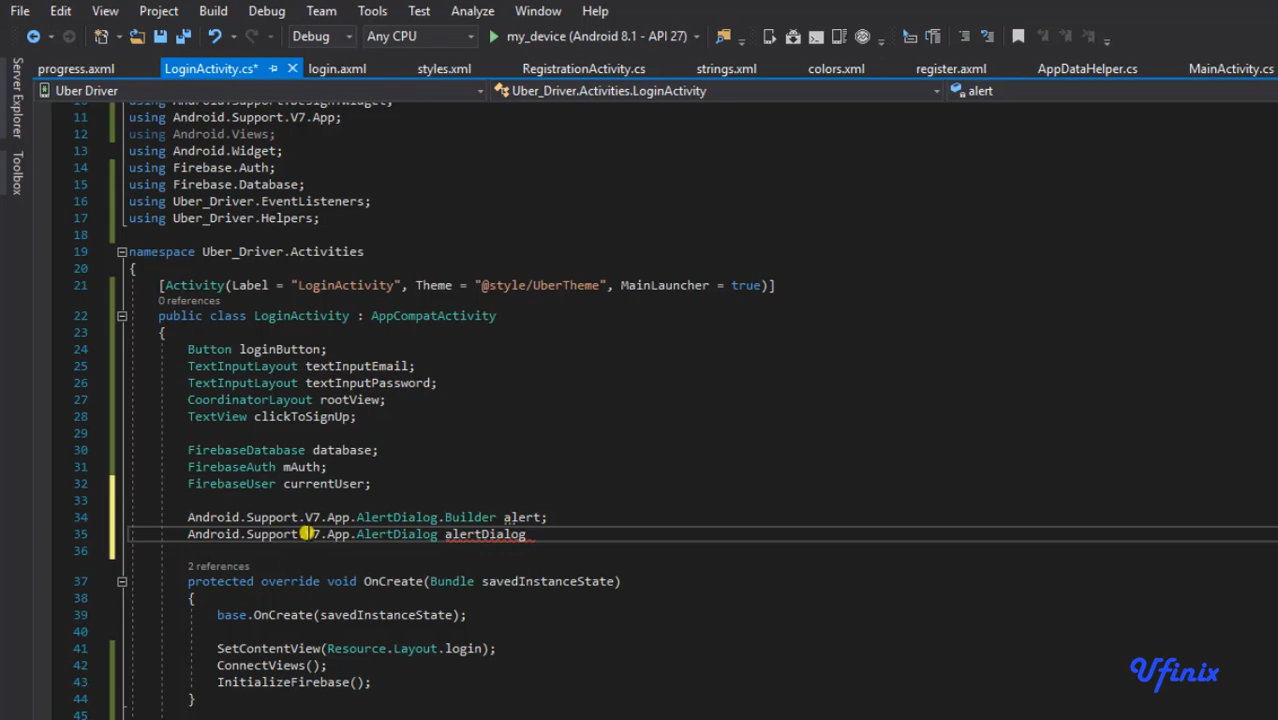 File Edit View Project Build Debug Team Tools Test Analyze Window Help
Debug Any CPU my_device (Android 8.1 - API 27)
progress.axml LoginActivity.cs* login.axml styles.xml RegistrationActivity.cs strings.xml colors.xml register.axml AppDataHelper.cs MainActivity.cs
Server Explorer
Toolbox
Uber Driver Uber_Driver.Activities.LoginActivity alert
10 using Android.Support.Design.Widget;
11 using Android.Support.V7.App;
12 using Android.Views;
13 using Android.Widget;
14 using Firebase.Auth;
15 using Firebase.Database;
16 using Uber_Driver.EventListeners;
17 using Uber_Driver.Helpers;
18
19 namespace Uber_Driver.Activities
20 {
21 [Activity(Label = "LoginActivity", Theme = "@style/UberTheme", MainLauncher = true)]
0 references
22 public class LoginActivity : AppCompatActivity
23 {
24 Button loginButton;
25 TextInputLayout textInputEmail;
26 TextInputLayout textInputPassword;
27 CoordinatorLayout rootView;
28 TextView clickToSignUp;
29
30 FirebaseDatabase database;
31 FirebaseAuth mAuth;
32 FirebaseUser currentUser;
33
34 Android.Support.V7.App.AlertDialog.Builder alert;
35 Android.Support.V7.App.AlertDialog alertDialog
36
2 references
37 protected override void OnCreate(Bundle savedInstanceState)
38 {
39 base.OnCreate(savedInstanceState);
40
41 SetContentView(Resource.Layout.login);
42 ConnectViews();
43 InitializeFirebase();
44 }
45
Ufinix